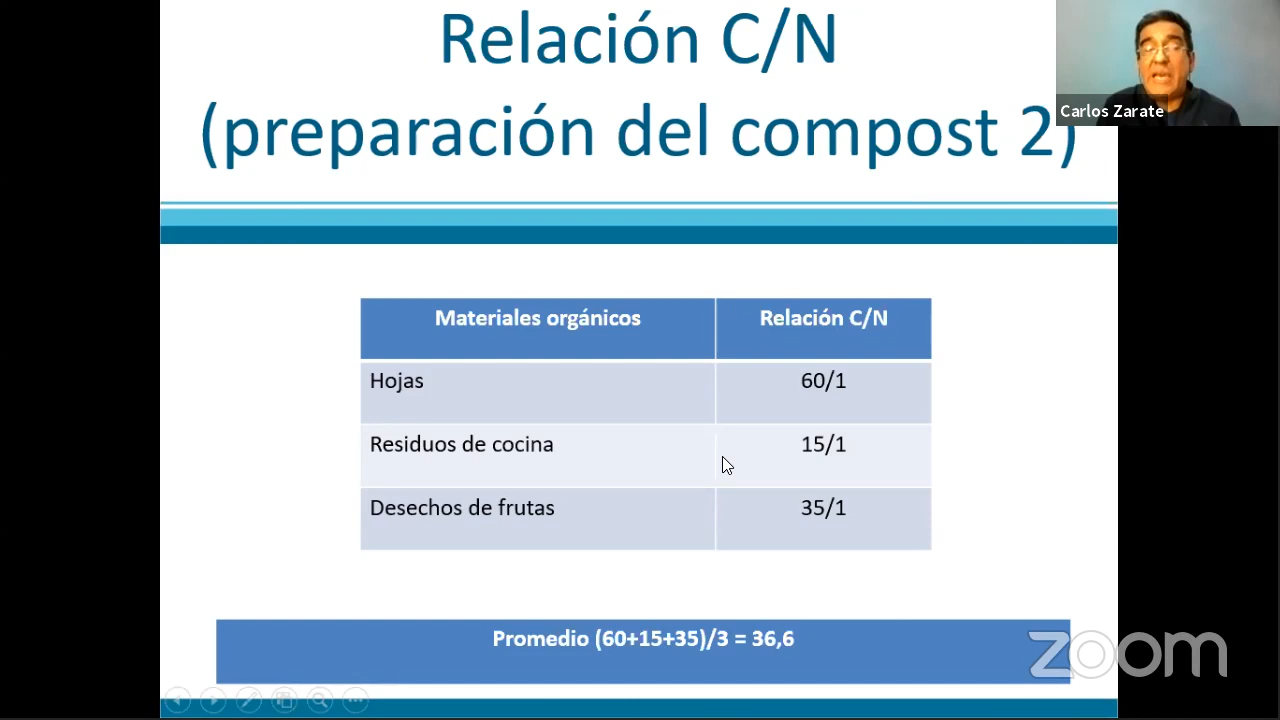 Relación C/N
(preparación del compost 2)
Carlos Zarate
Materiales orgánicos Relación C/N
Hojas 60/1
Residuos de cocina 15/1
Desechos de frutas 35/1
Promedio (60+15+35)/3 = 36,6
zoom